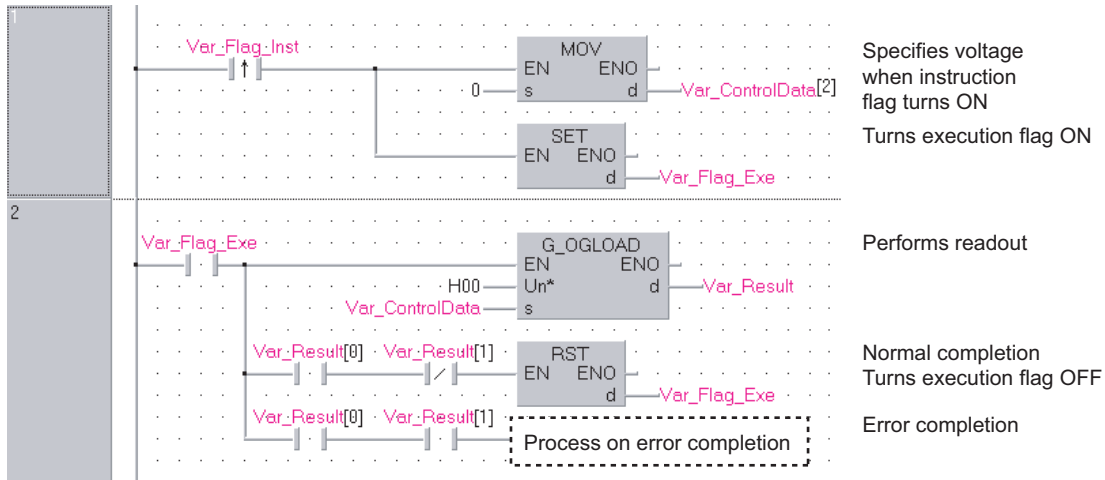 1
Var_Flag_Inst
MOV
EN ENO
0 s d Var_ControlData[2]
Specifies voltage
when instruction
flag turns ON
SET
EN ENO
d Var_Flag_Exe
Turns execution flag ON
2
Var_Flag_Exe
G_OGLOAD
EN ENO
H00 Un* d Var_Result
Var_ControlData s
Performs readout
Var_Result[0] Var_Result[1]
RST
EN ENO
d Var_Flag_Exe
Normal completion
Turns execution flag OFF
Var_Result[0] Var_Result[1]
Process on error completion
Error completion